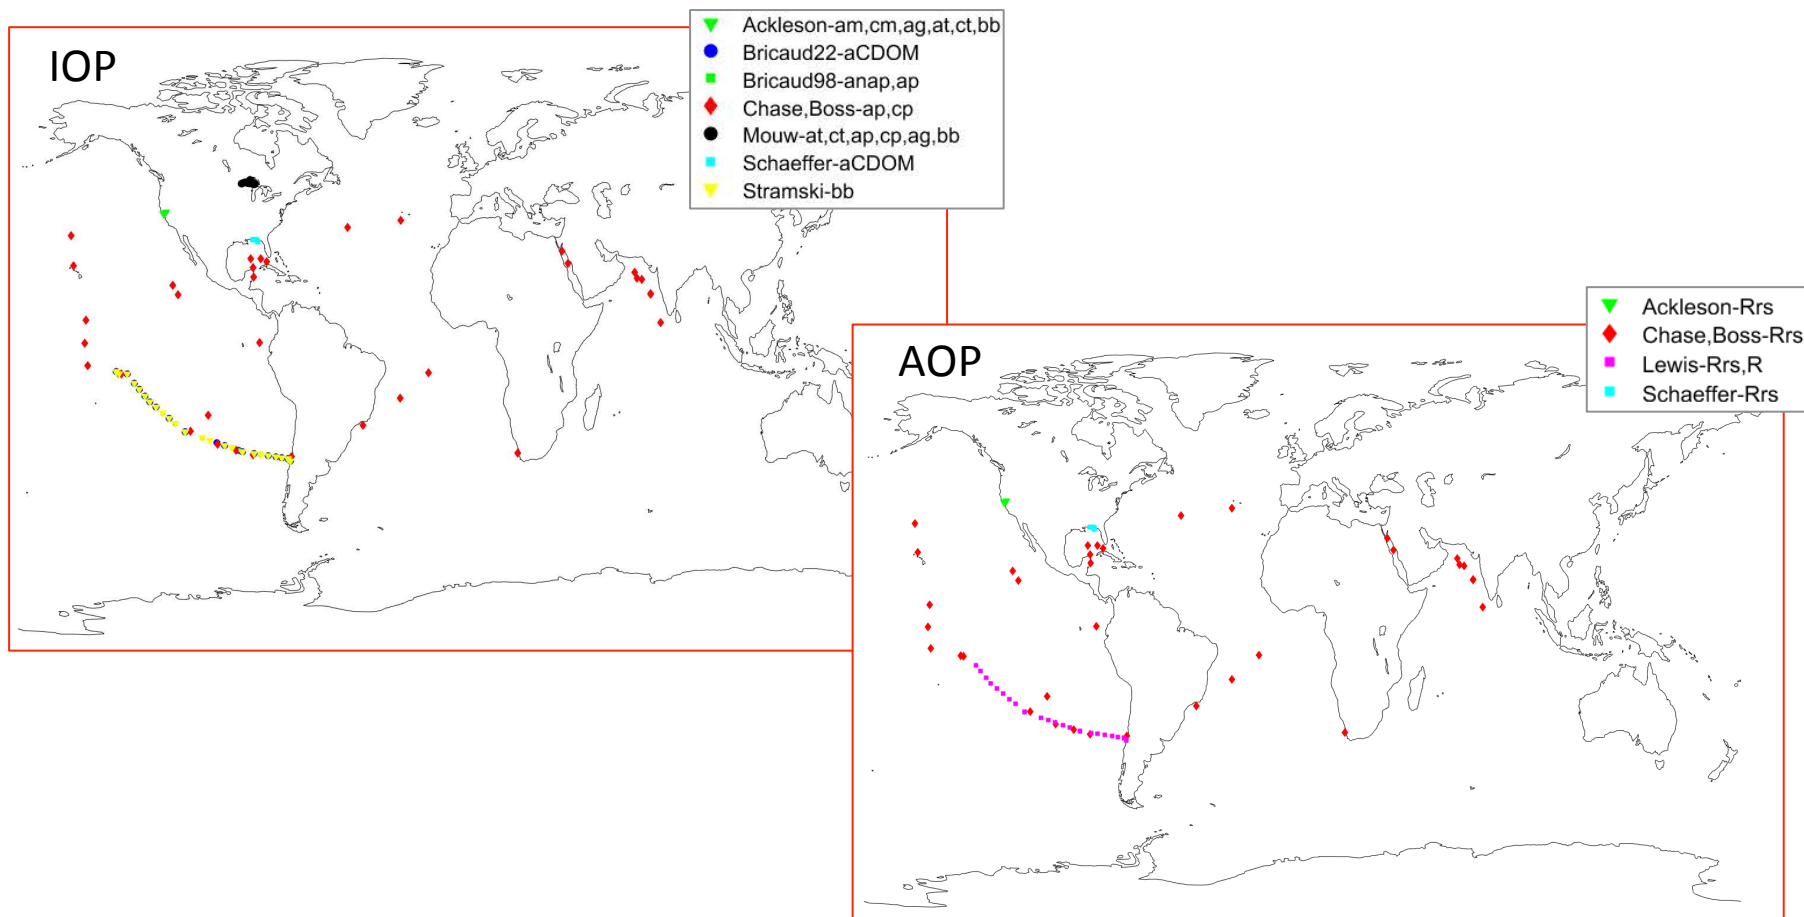 IOP
Ackleson-am,cm,ag,at,ct,bb
Bricaud22-aCDOM
Bricaud98-anap,ap
Chase,Boss-ap,cp
Mouw-at,ct,ap,cp,ag,bb
Schaeffer-aCDOM
Stramski-bb
AOP
Ackleson-Rrs
Chase,Boss-Rrs
Lewis-Rrs,R
Schaeffer-Rrs